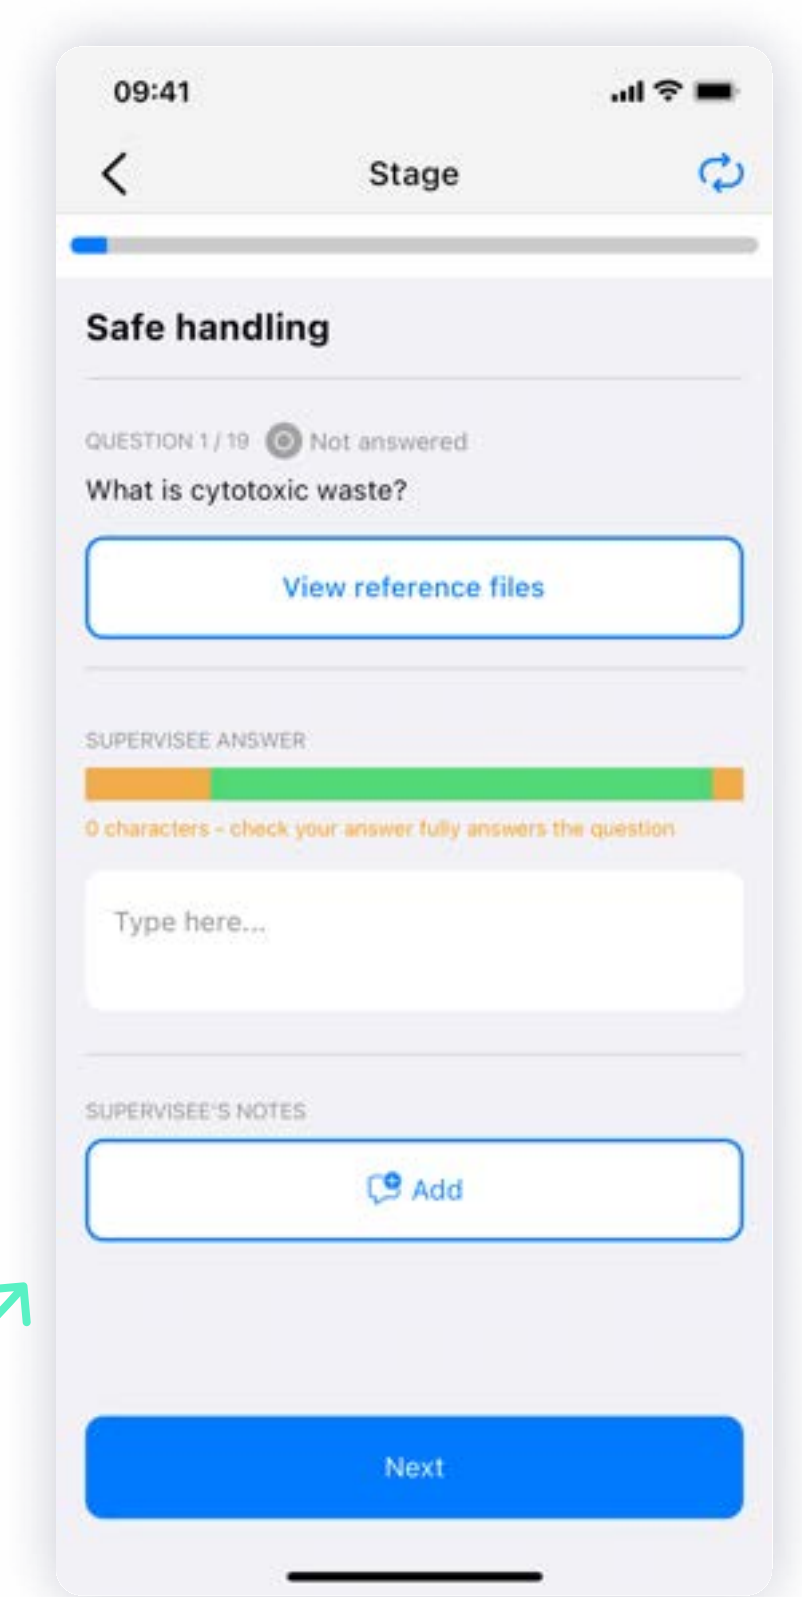 09:41
Stage
Safe handling
QUESTION 1 / 19 Not answered
What is cytotoxic waste?
View reference files
SUPERVISEE ANSWER
0 characters - check your answer fully answers the question
Type here...
SUPERVISEE'S NOTES
Add
Next